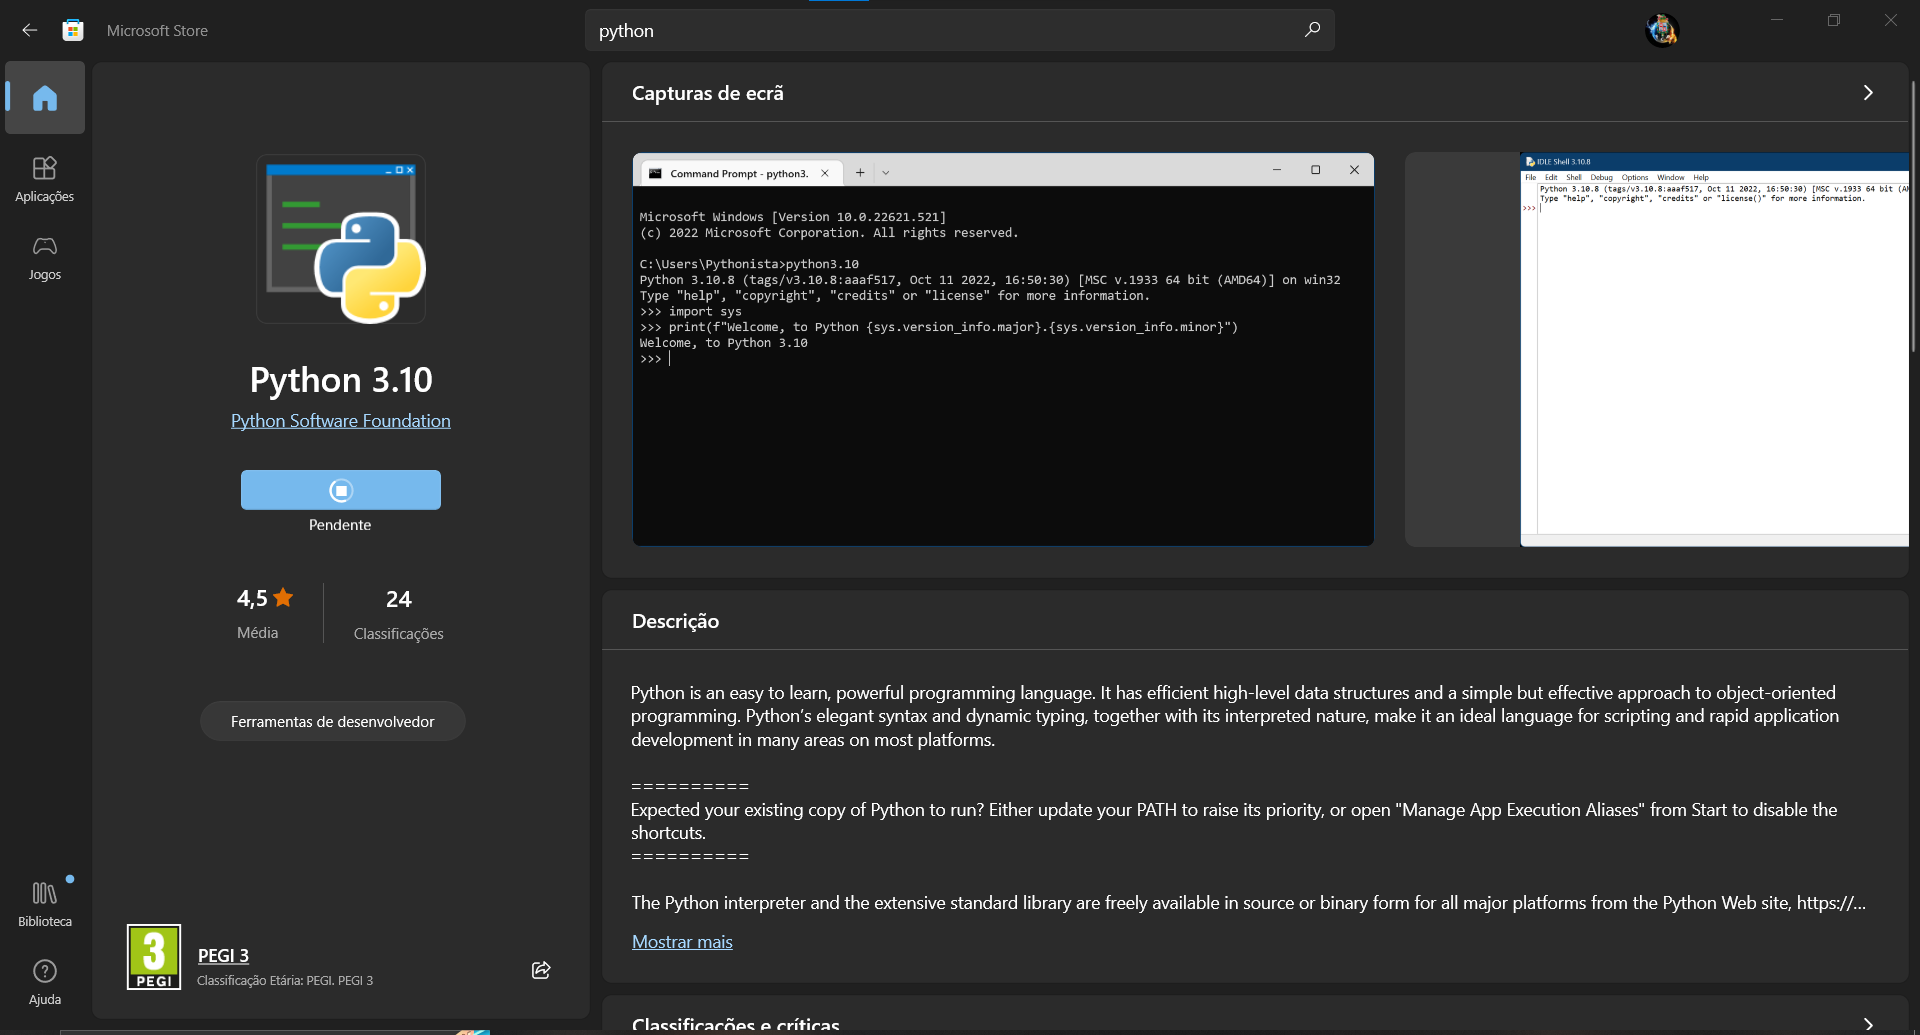 Microsoft Store
python
Aplicações
Jogos
Biblioteca
Ajuda
Python 3.10
Python Software Foundation
Pendente
4,5
Média
24
Classificações
Ferramentas de desenvolvedor
3
PEGI
PEGI 3
Classificação Etária: PEGI. PEGI 3
Capturas de ecrã
Command Prompt - python3.
Microsoft Windows [Version 10.0.22621.521]
(c) 2022 Microsoft Corporation. All rights reserved.
C:\Users\Pythonista>python3.10
Python 3.10.8 (tags/v3.10.8:aaaf517, Oct 11 2022, 16:50:30) [MSC v.1933 64 bit (AMD64)] on win32
Type "help", "copyright", "credits" or "license" for more information.
>>> import sys
>>> print(f"Welcome, to Python {sys.version_info.major}.{sys.version_info.minor}")
Welcome, to Python 3.10
>>>
IDLE Shell 3.10.8
File Edit Shell Debug Options Window Help
Python 3.10.8 (tags/v3.10.8:aaaf517, Oct 11 2022, 16:50:30) [MSC v.1933 64 bit (AM
Type "help", "copyright", "credits" or "license()" for more information.
>>>
Descrição
Python is an easy to learn, powerful programming language. It has efficient high-level data structures and a simple but effective approach to object-oriented
programming. Python's elegant syntax and dynamic typing, together with its interpreted nature, make it an ideal language for scripting and rapid application
development in many areas on most platforms.
==========
Expected your existing copy of Python to run? Either update your PATH to raise its priority, or open "Manage App Execution Aliases" from Start to disable the
shortcuts.
==========
The Python interpreter and the extensive standard library are freely available in source or binary form for all major platforms from the Python Web site, https://...
Mostrar mais
Classificações e críticas